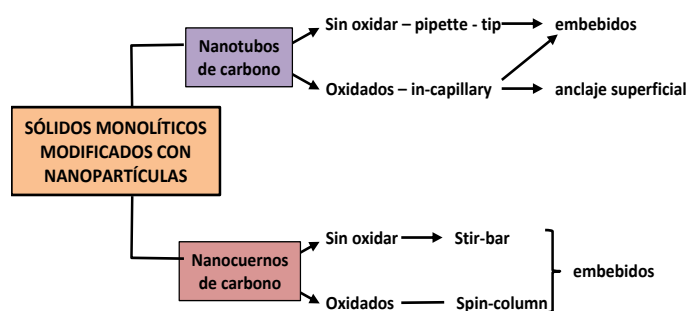 Sin oxidar – pipette - tip
embebidos
Nanotubos
de carbono
Oxidados – in-capillary
anclaje superficial
SÓLIDOS MONOLÍTICOS
MODIFICADOS CON
NANOPARTÍCULAS
Sin oxidar
Stir-bar
Nanocuernos
de carbono
embebidos
Oxidados
Spin-column